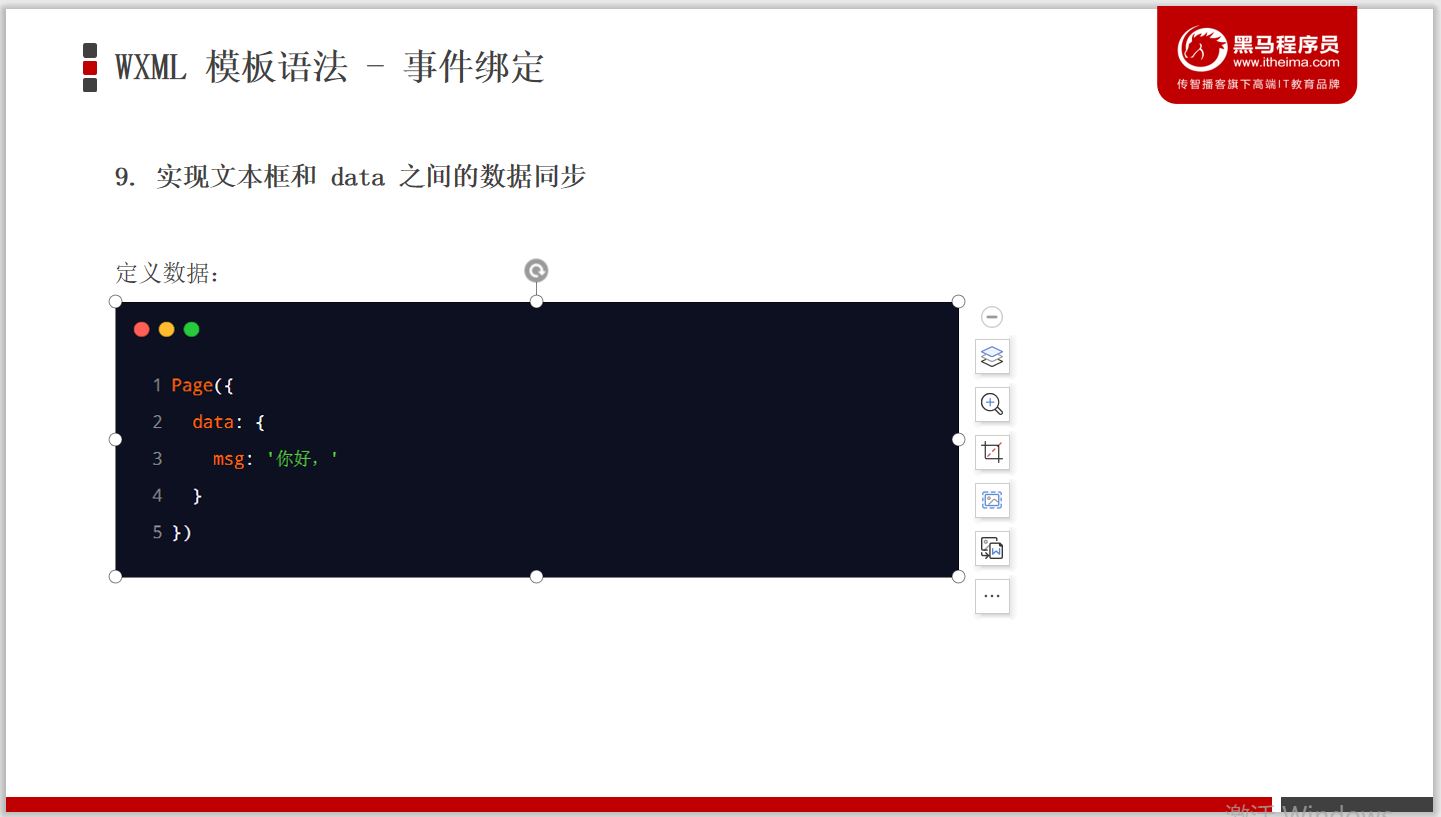 WXML 模板语法 - 事件绑定
黑马程序员
www.itheima.com
传智播客旗下高端IT教育品牌
9. 实现文本框和 data 之间的数据同步
定义数据：
1 Page({
2 data: {
3 msg: '你好，'
4 }
5 })
激活 Windows